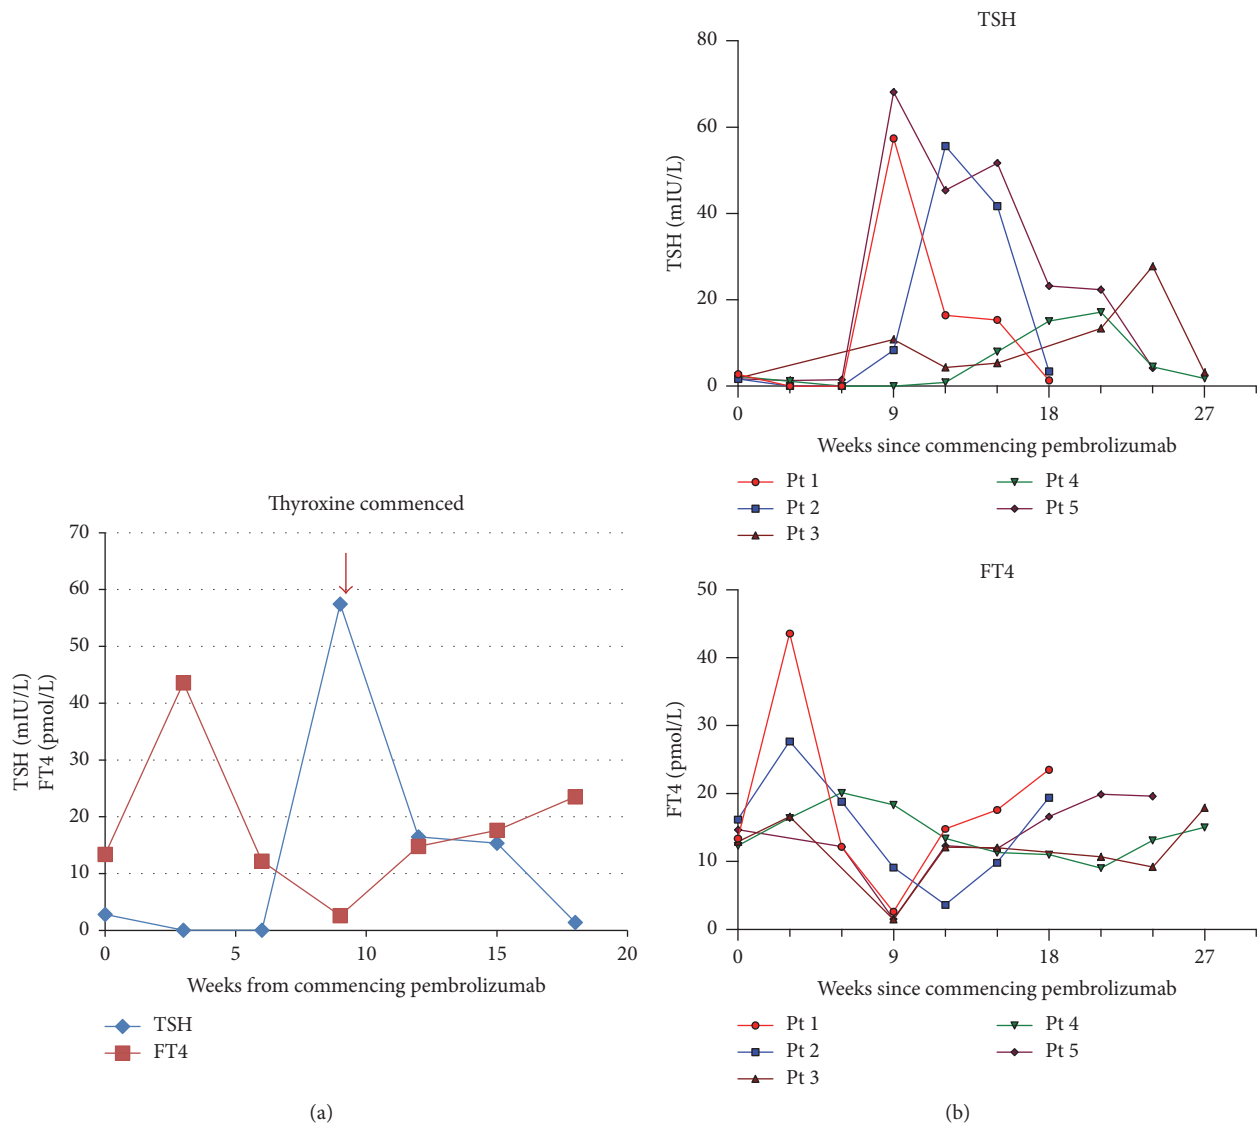 Thyroxine commenced
70
60
50
40
30
20
10
0
TSH (mIU/L)
FT4 (pmol/L)
0 5 10 15 20
Weeks from commencing pembrolizumab
TSH
FT4
(a)
TSH
80
60
40
20
0
TSH (mIU/L)
0 9 18 27
Weeks since commencing pembrolizumab
Pt 1 Pt 4
Pt 2 Pt 5
Pt 3
FT4
50
40
30
20
10
0
FT4 (pmol/L)
0 9 18 27
Weeks since commencing pembrolizumab
Pt 1 Pt 4
Pt 2 Pt 5
Pt 3
(b)